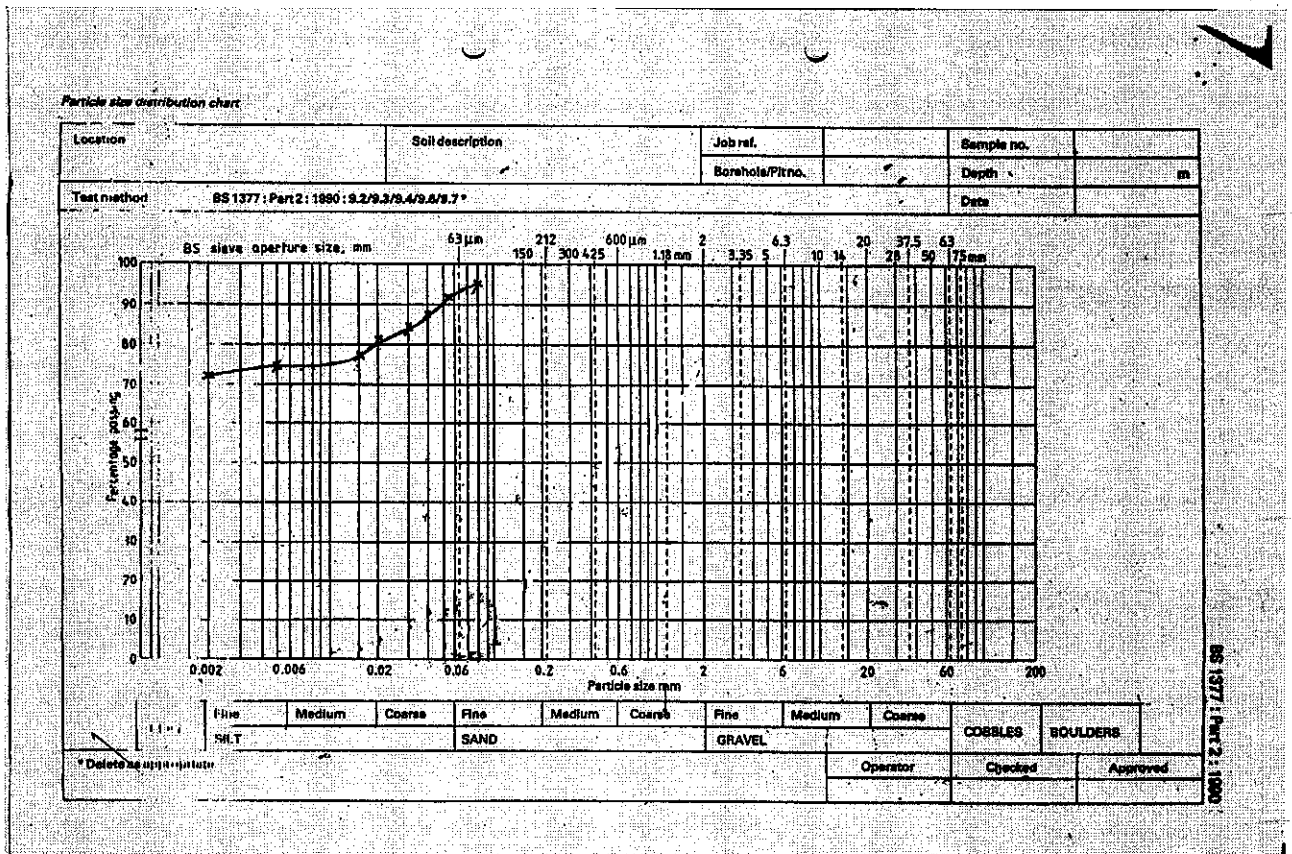 Particle size distribution chart
Location Soil description Job ref. Sample no.
Borehole/Pit no. Depth m
Test method BS 1377 : Part 2 : 1990 : 9.2/9.3/9.4/9.6/9.7 * Date
BS sieve aperture size, mm
63 µm 212 600 µm 2 6.3 20 37.5 63
150 300 425 1.18 mm 3.35 5 10 14 28 50 75 mm
100
90
80
70
60
50
40
30
20
10
0
Percentage passing
0.002 0.006 0.02 0.06 0.2 0.6 2 6 20 60 200
Particle size mm
Fine Medium Coarse Fine Medium Coarse Fine Medium Coarse COBBLES BOULDERS
SILT SAND GRAVEL
* Delete as appropriate
Operator Checked Approved
BS 1377 : Part 2 : 1990